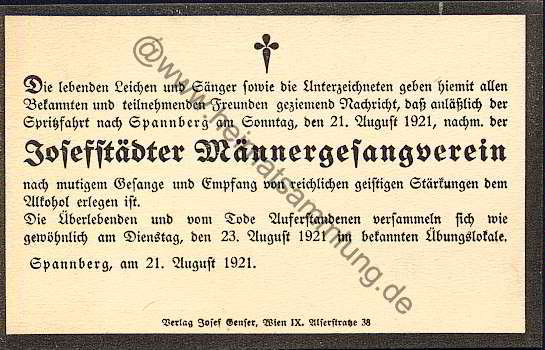 Die lebenden Leichen und Sänger sowie die Unterzeichneten geben hiemit allen
Bekannten und teilnehmenden Freunden geziemend Nachricht, daß anläßlich der
Spritzfahrt nach Spannberg am Sonntag, den 21. August 1921, nachm. der
Josefstädter Männergesangverein
nach mutigem Gesange und Empfang von reichlichen geistigen Stärkungen dem
Alkohol erlegen ist.
Die Überlebenden und vom Tode Auferstandenen versammeln sich wie
gewöhnlich am Dienstag, den 23. August 1921 im bekannten Übungslokale.
Spannberg, am 21. August 1921.
Verlag Josef Genser, Wien IX. Alserstraße 38
@www.heimatsammlung.de